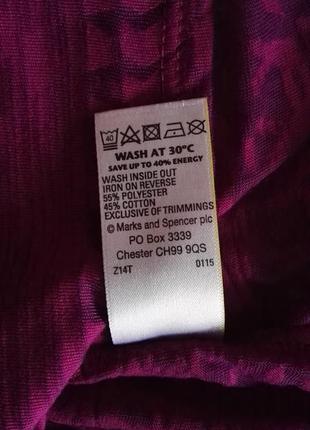 40
WASH AT 30°C
SAVE UP TO 40% ENERGY
WASH INSIDE OUT
IRON ON REVERSE
55% POLYESTER
45% COTTON
EXCLUSIVE OF TRIMMINGS
© Marks and Spencer plc
PO Box 3339
Chester CH99 9QS
Z14T 0115